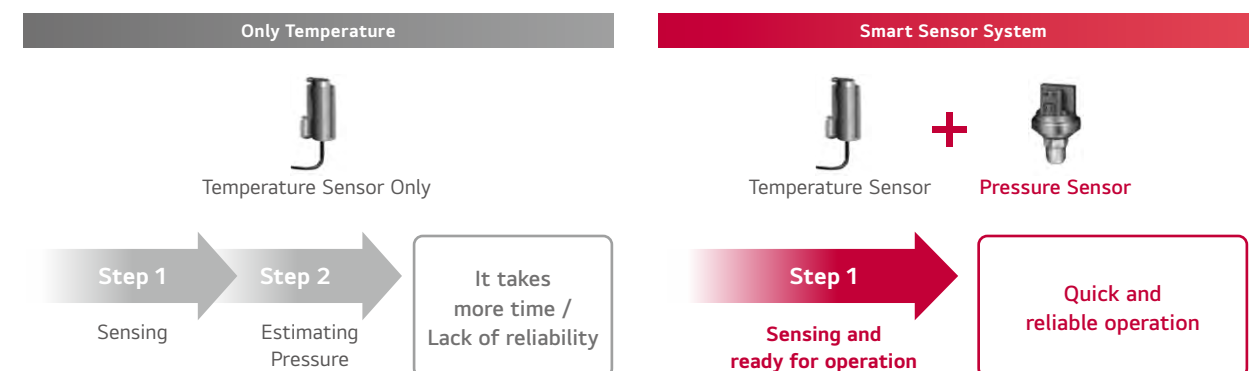 Only Temperature
Temperature Sensor Only
Step 1
Step 2
Sensing
Estimating
Pressure
It takes
more time /
Lack of reliability
Smart Sensor System
Temperature Sensor
+
Pressure Sensor
Step 1
Sensing and
ready for operation
Quick and
reliable operation